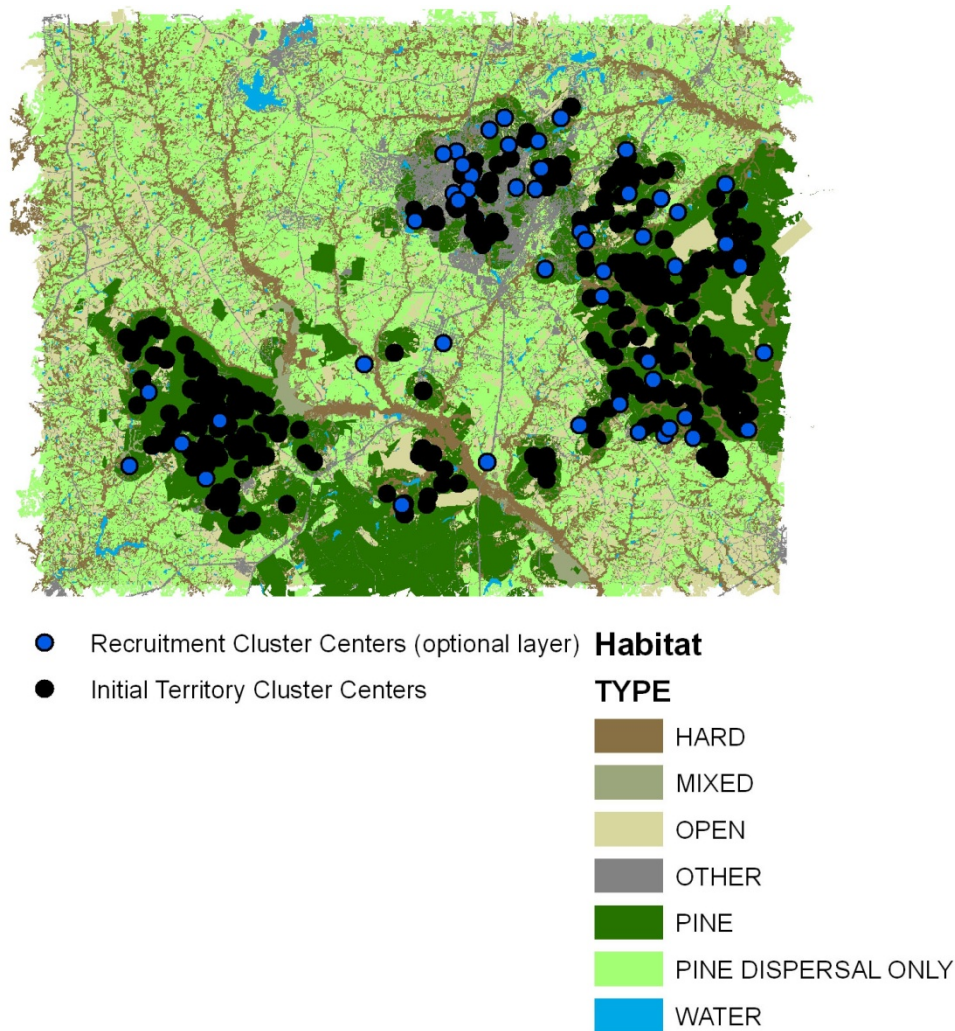 Recruitment Cluster Centers (optional layer)
Initial Territory Cluster Centers
Habitat
TYPE
HARD
MIXED
OPEN
OTHER
PINE
PINE DISPERSAL ONLY
WATER